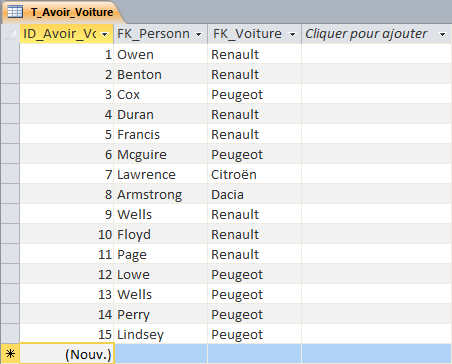 T_Avoir_Voiture
ID_Avoir_Vo FK_Personn FK_Voiture Cliquer pour ajouter
1 Owen Renault
2 Benton Renault
3 Cox Peugeot
4 Duran Renault
5 Francis Renault
6 Mcguire Peugeot
7 Lawrence Citroën
8 Armstrong Dacia
9 Wells Renault
10 Floyd Renault
11 Page Renault
12 Lowe Peugeot
13 Wells Peugeot
14 Perry Peugeot
15 Lindsey Peugeot
(Nouv.)